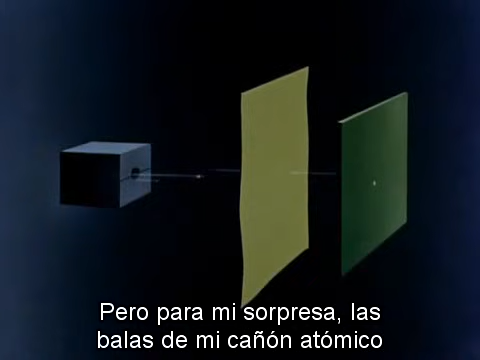 Pero para mi sorpresa, las
balas de mi cañón atómico